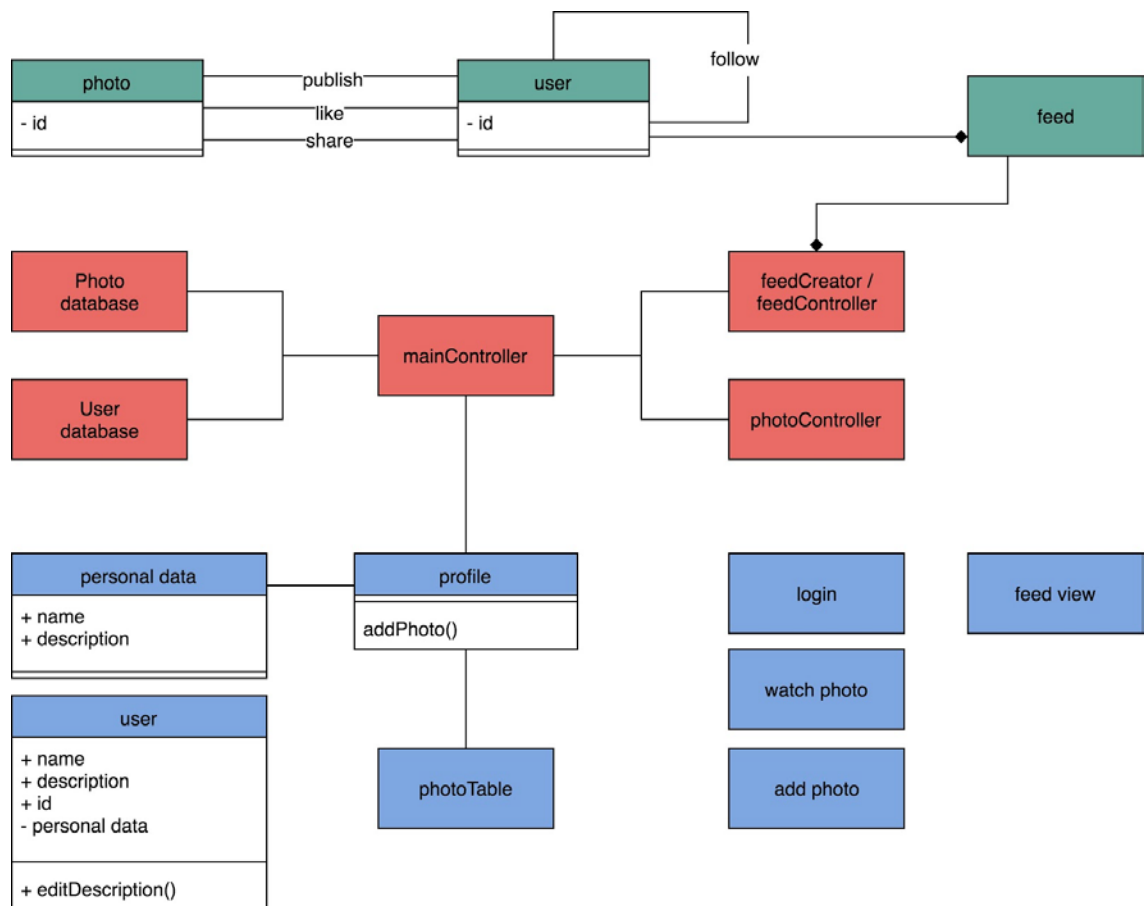 photo
- id
publish
like
share
user
- id
follow
feed
Photo
database
User
database
mainController
feedCreator /
feedController
photoController
personal data
+ name
+ description
profile
addPhoto()
login
feed view
watch photo
user
+ name
+ description
+ id
- personal data
+ editDescription()
photoTable
add photo